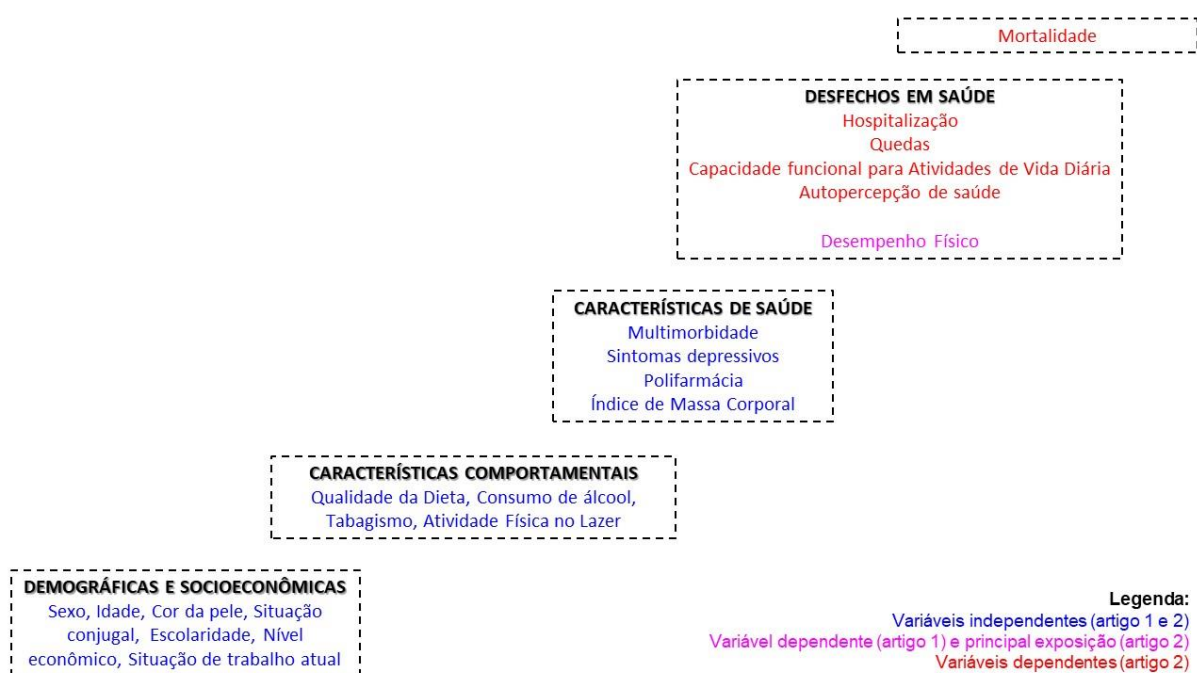 Mortalidade
DESFECHOS EM SAÚDE
Hospitalização
Quedas
Capacidade funcional para Atividades de Vida Diária
Autopercepção de saúde
Desempenho Físico
CARACTERÍSTICAS DE SAÚDE
Multimorbidade
Sintomas depressivos
Polifarmácia
Índice de Massa Corporal
CARACTERÍSTICAS COMPORTAMENTAIS
Qualidade da Dieta, Consumo de álcool,
Tabagismo, Atividade Física no Lazer
DEMOGRÁFICAS E SOCIOECONÔMICAS
Sexo, Idade, Cor da pele, Situação
conjugal, Escolaridade, Nível
econômico, Situação de trabalho atual
Legenda:
Variáveis independentes (artigo 1 e 2)
Variável dependente (artigo 1) e principal exposição (artigo 2)
Variáveis dependentes (artigo 2)